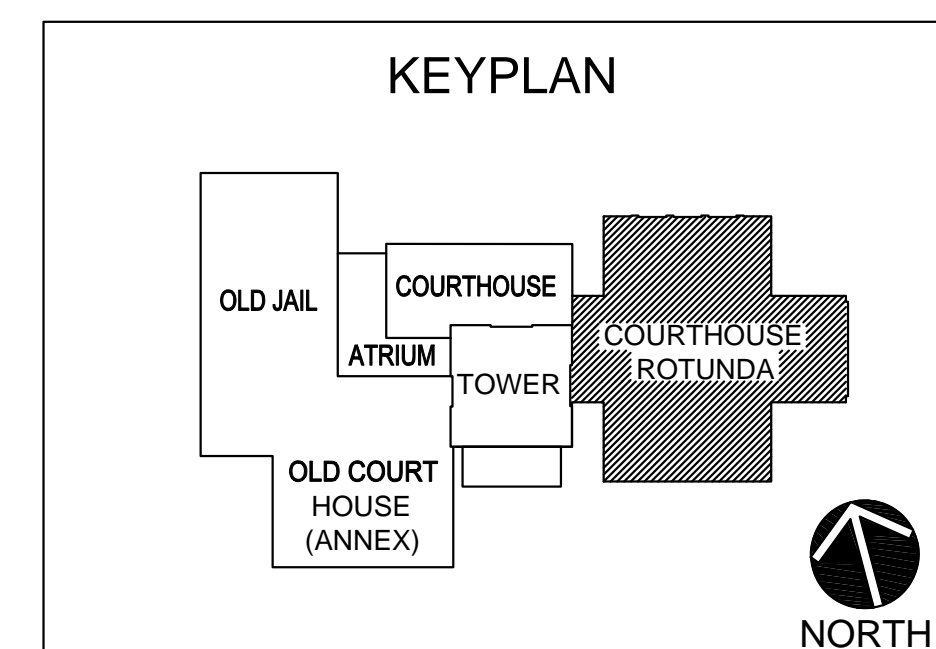 KEYPLAN
OLD JAIL
COURTHOUSE
ATRIUM
TOWER
COURTHOUSE
ROTUNDA
OLD COURT
HOUSE
(ANNEX)
NORTH